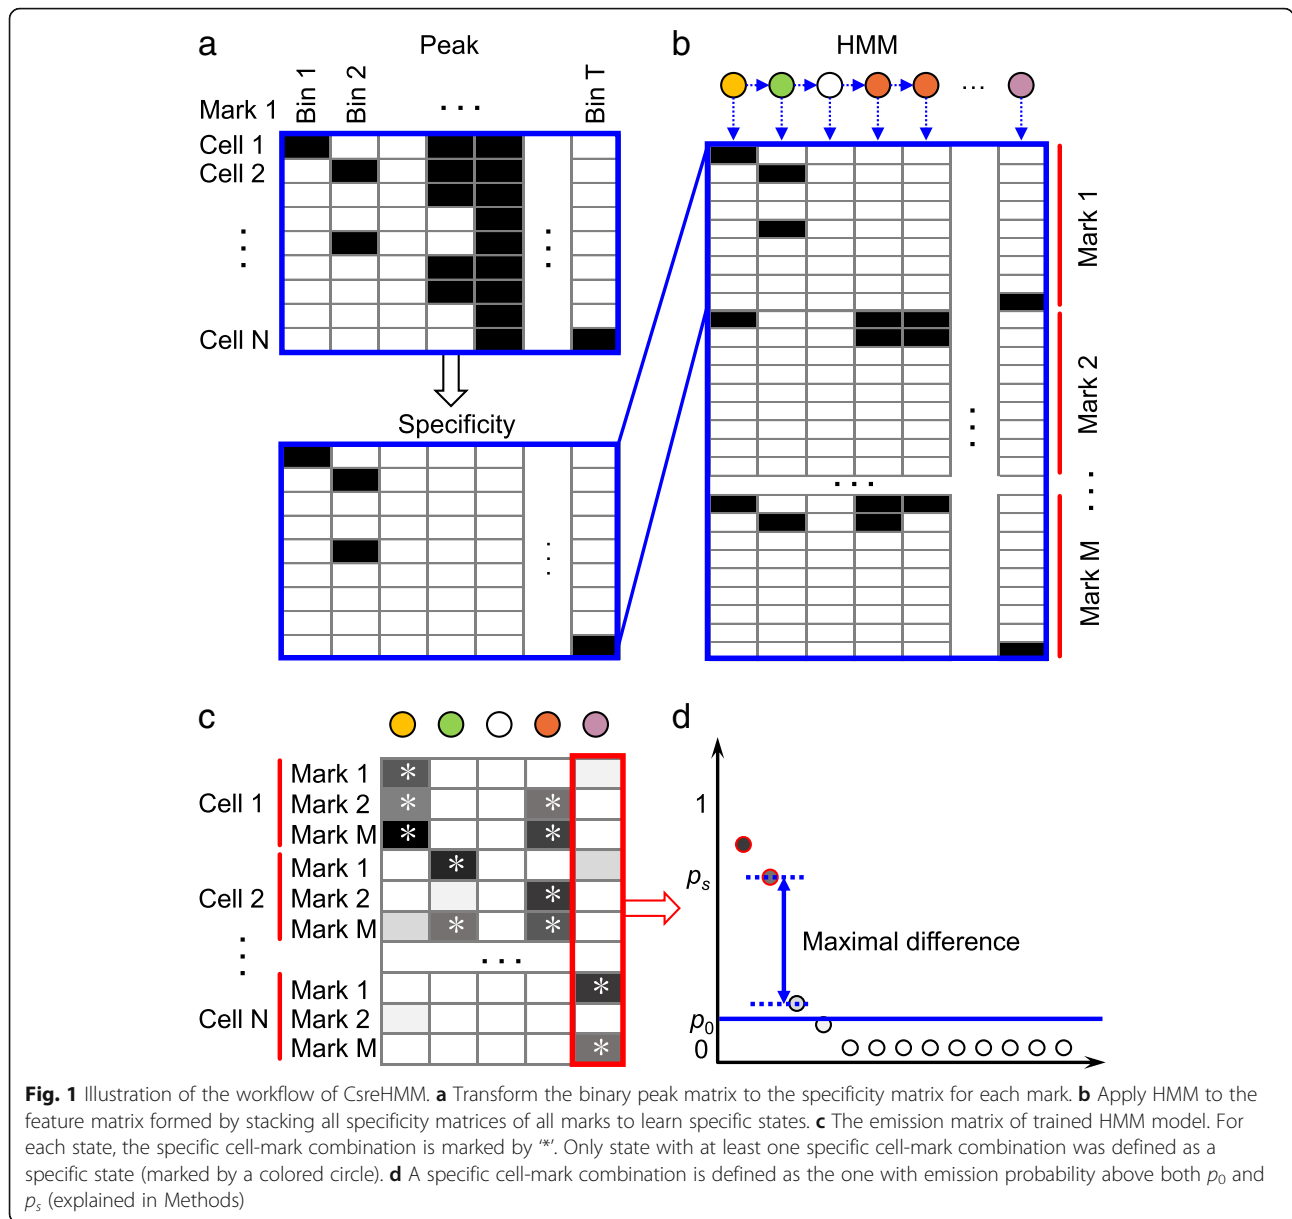 a
Peak
Bin 1
Bin 2
Bin T
Mark 1
. . .
Cell 1
Cell 2
Cell N
Specificity
b
HMM
...
Mark 1
Mark 2
Mark M
c
Cell 1
Mark 1
Mark 2
Mark M
Cell 2
Mark 1
Mark 2
Mark M
. . .
Cell N
Mark 1
Mark 2
Mark M
* * * * * * * * * * *
d
1
pₛ
Maximal difference
p₀
0
Fig. 1 Illustration of the workflow of CsreHMM. a Transform the binary peak matrix to the specificity matrix for each mark. b Apply HMM to the
feature matrix formed by stacking all specificity matrices of all marks to learn specific states. c The emission matrix of trained HMM model. For
each state, the specific cell-mark combination is marked by ‘*’. Only state with at least one specific cell-mark combination was defined as a
specific state (marked by a colored circle). d A specific cell-mark combination is defined as the one with emission probability above both p₀ and
pₛ (explained in Methods)